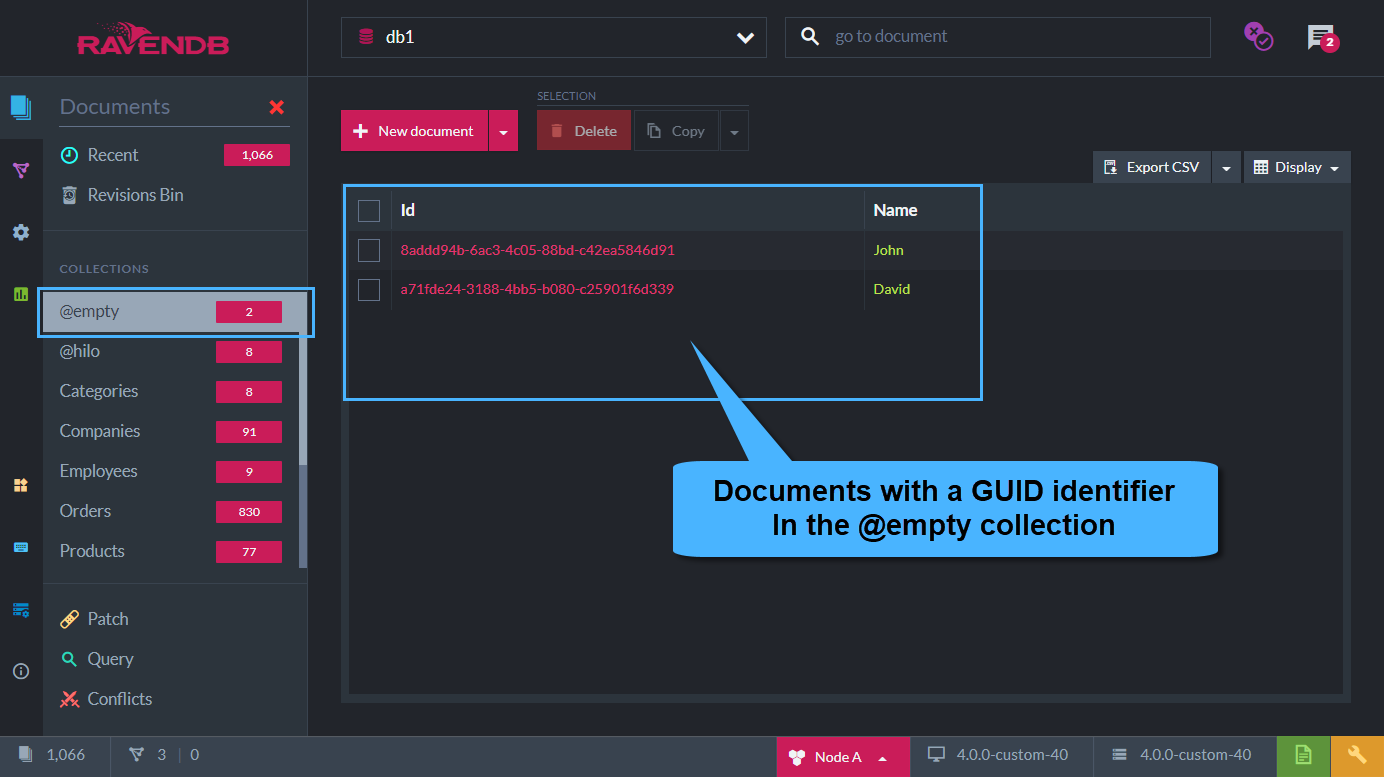 RAVENDB
db1
go to document
2
Documents
Recent 1,066
Revisions Bin
COLLECTIONS
@empty 2
@hilo 8
Categories 8
Companies 91
Employees 9
Orders 830
Products 77
Patch
Query
Conflicts
SELECTION
New document Delete Copy
Export CSV Display
Id Name
8addd94b-6ac3-4c05-88bd-c42ea5846d91 John
a71fde24-3188-4bb5-b080-c25901f6d339 David
Documents with a GUID identifier
In the @empty collection
1,066 3 | 0 Node A 4.0.0-custom-40 4.0.0-custom-40